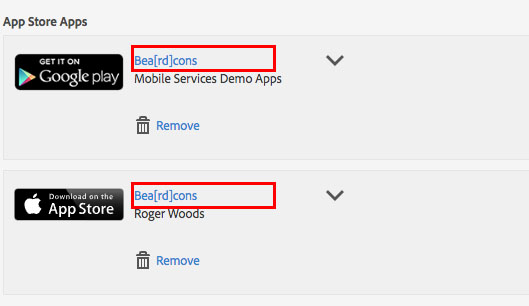 App Store Apps
GET IT ON
Google play
Bea[rd]cons
Mobile Services Demo Apps
Remove
Download on the
App Store
Bea[rd]cons
Roger Woods
Remove